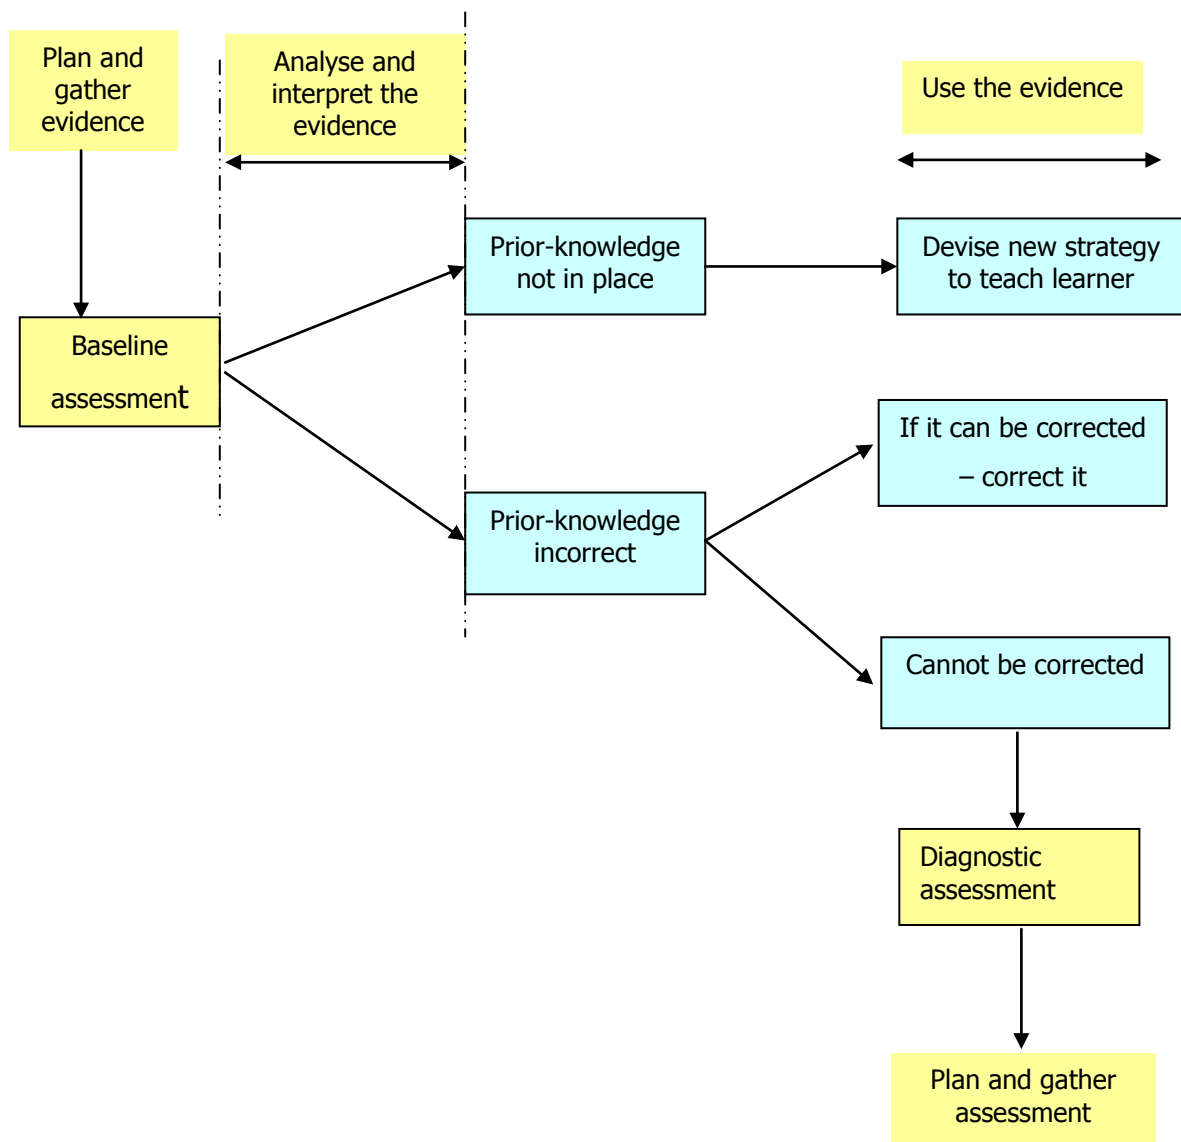 Plan and
gather
evidence
Analyse and
interpret the
evidence
Use the evidence
Prior-knowledge
not in place
Devise new strategy
to teach learner
Baseline
assessment
If it can be corrected
– correct it
Prior-knowledge
incorrect
Cannot be corrected
Diagnostic
assessment
Plan and gather
assessment